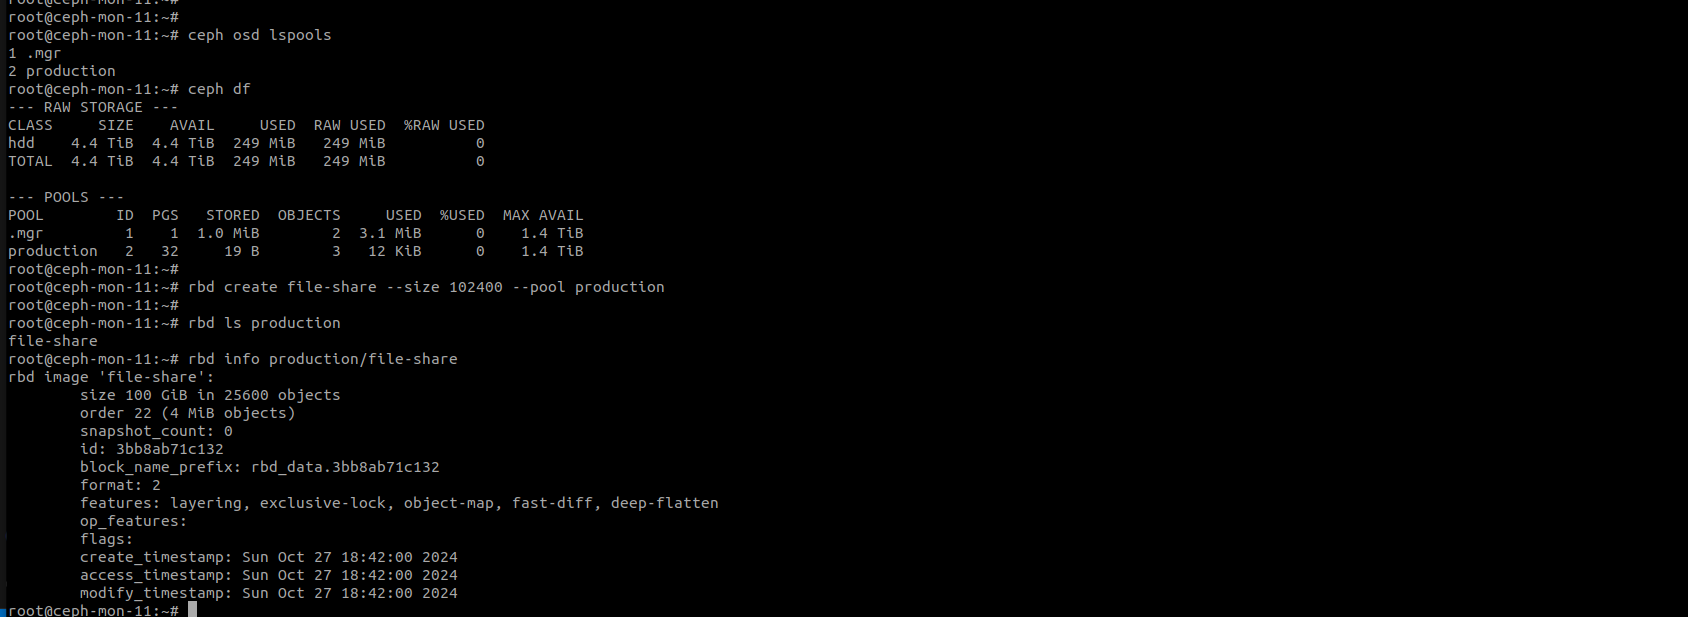 root@ceph-mon-11:~#
root@ceph-mon-11:~#
root@ceph-mon-11:~# ceph osd lspools
1 .mgr
2 production
root@ceph-mon-11:~# ceph df
--- RAW STORAGE ---
CLASS     SIZE    AVAIL     USED  RAW USED  %RAW USED
hdd    4.4 TiB  4.4 TiB  249 MiB   249 MiB          0
TOTAL  4.4 TiB  4.4 TiB  249 MiB   249 MiB          0

--- POOLS ---
POOL        ID  PGS   STORED  OBJECTS     USED  %USED  MAX AVAIL
.mgr         1    1  1.0 MiB        2  3.1 MiB      0    1.4 TiB
production   2   32     19 B        3   12 KiB      0    1.4 TiB
root@ceph-mon-11:~#
root@ceph-mon-11:~# rbd create file-share --size 102400 --pool production
root@ceph-mon-11:~#
root@ceph-mon-11:~# rbd ls production
file-share
root@ceph-mon-11:~# rbd info production/file-share
rbd image 'file-share':
        size 100 GiB in 25600 objects
        order 22 (4 MiB objects)
        snapshot_count: 0
        id: 3bb8ab71c132
        block_name_prefix: rbd_data.3bb8ab71c132
        format: 2
        features: layering, exclusive-lock, object-map, fast-diff, deep-flatten
        op_features:
        flags:
        create_timestamp: Sun Oct 27 18:42:00 2024
        access_timestamp: Sun Oct 27 18:42:00 2024
        modify_timestamp: Sun Oct 27 18:42:00 2024
root@ceph-mon-11:~#